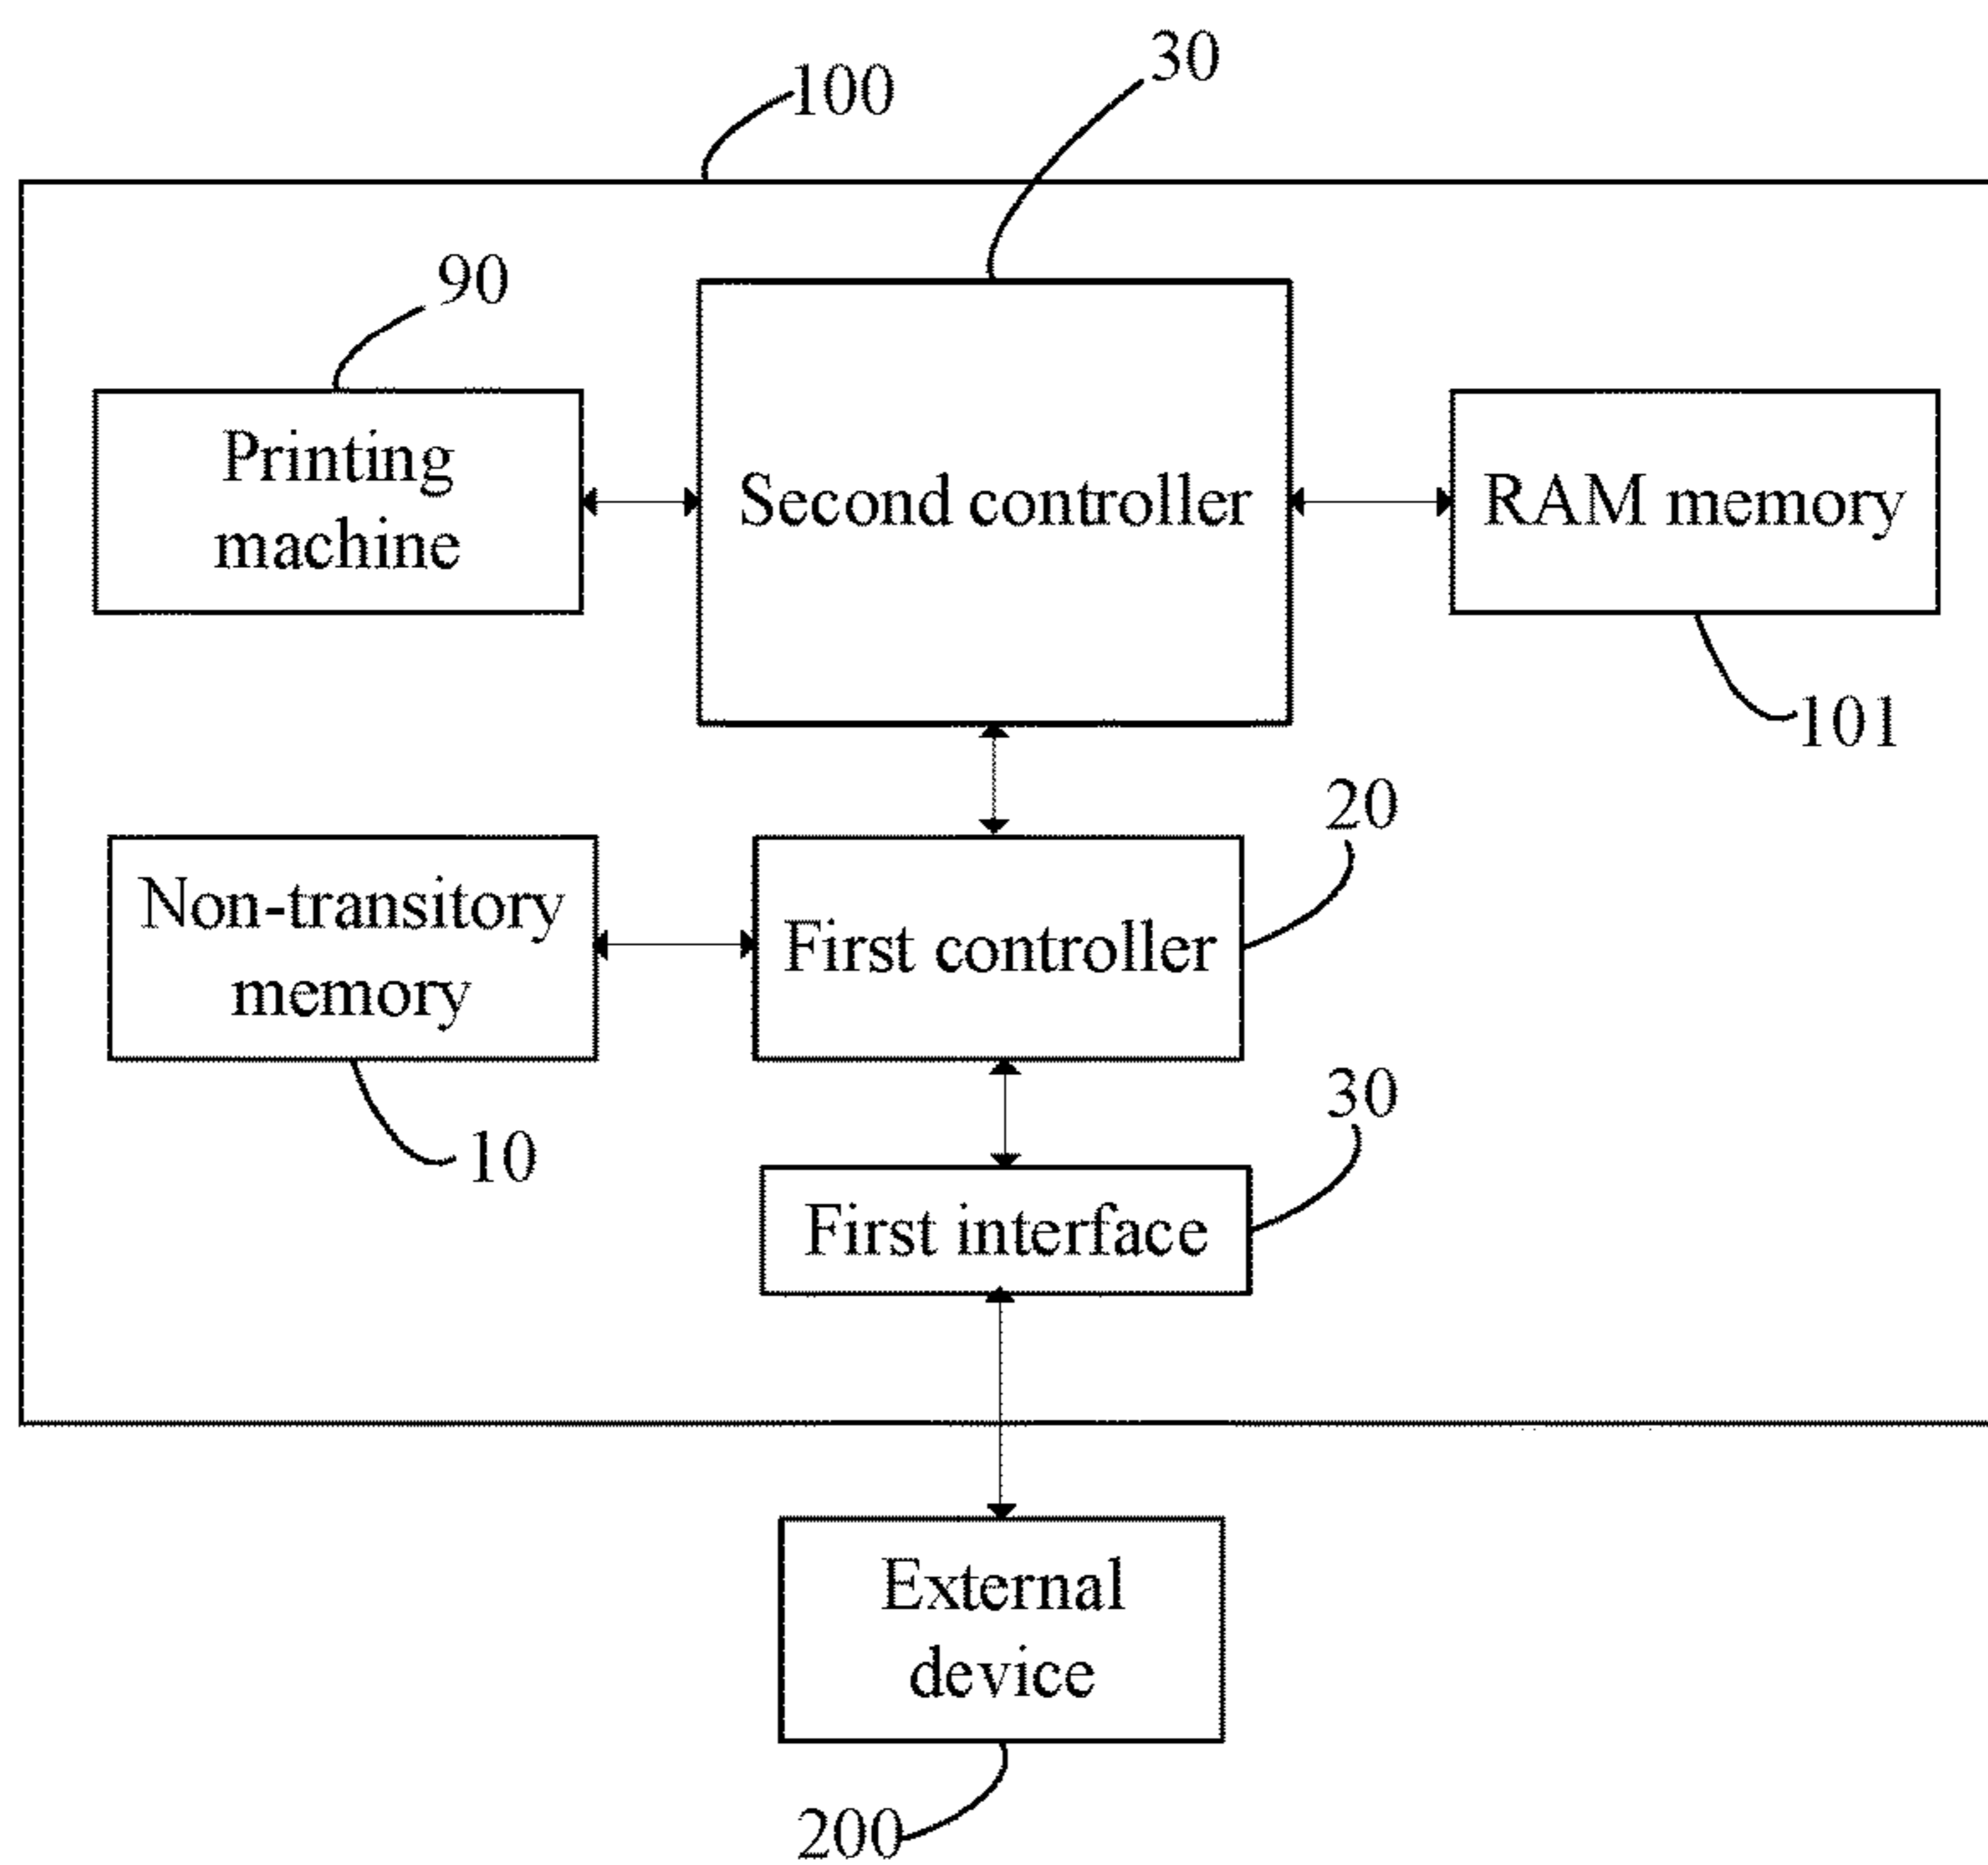 30
100
90
Printing
machine
Second controller
RAM memory
101
20
Non-transitory
memory
First controller
30
10
First interface
External
device
200